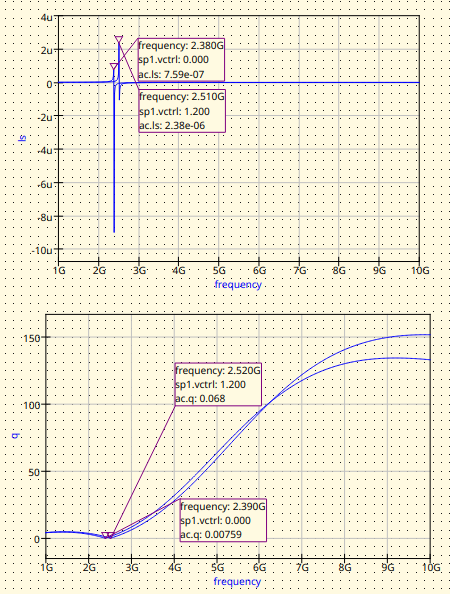 4u
2u
0
-2u
-4u
-6u
-8u
-10u
ls
frequency: 2.380G
sp1.vctrl: 0.000
ac.ls: 7.59e-07
frequency: 2.510G
sp1.vctrl: 1.200
ac.ls: 2.38e-06
1G 2G 3G 4G 5G 6G 7G 8G 9G 10G
frequency
150
100
50
0
q
frequency: 2.520G
sp1.vctrl: 1.200
ac.q: 0.068
frequency: 2.390G
sp1.vctrl: 0.000
ac.q: 0.00759
1G 2G 3G 4G 5G 6G 7G 8G 9G 10G
frequency